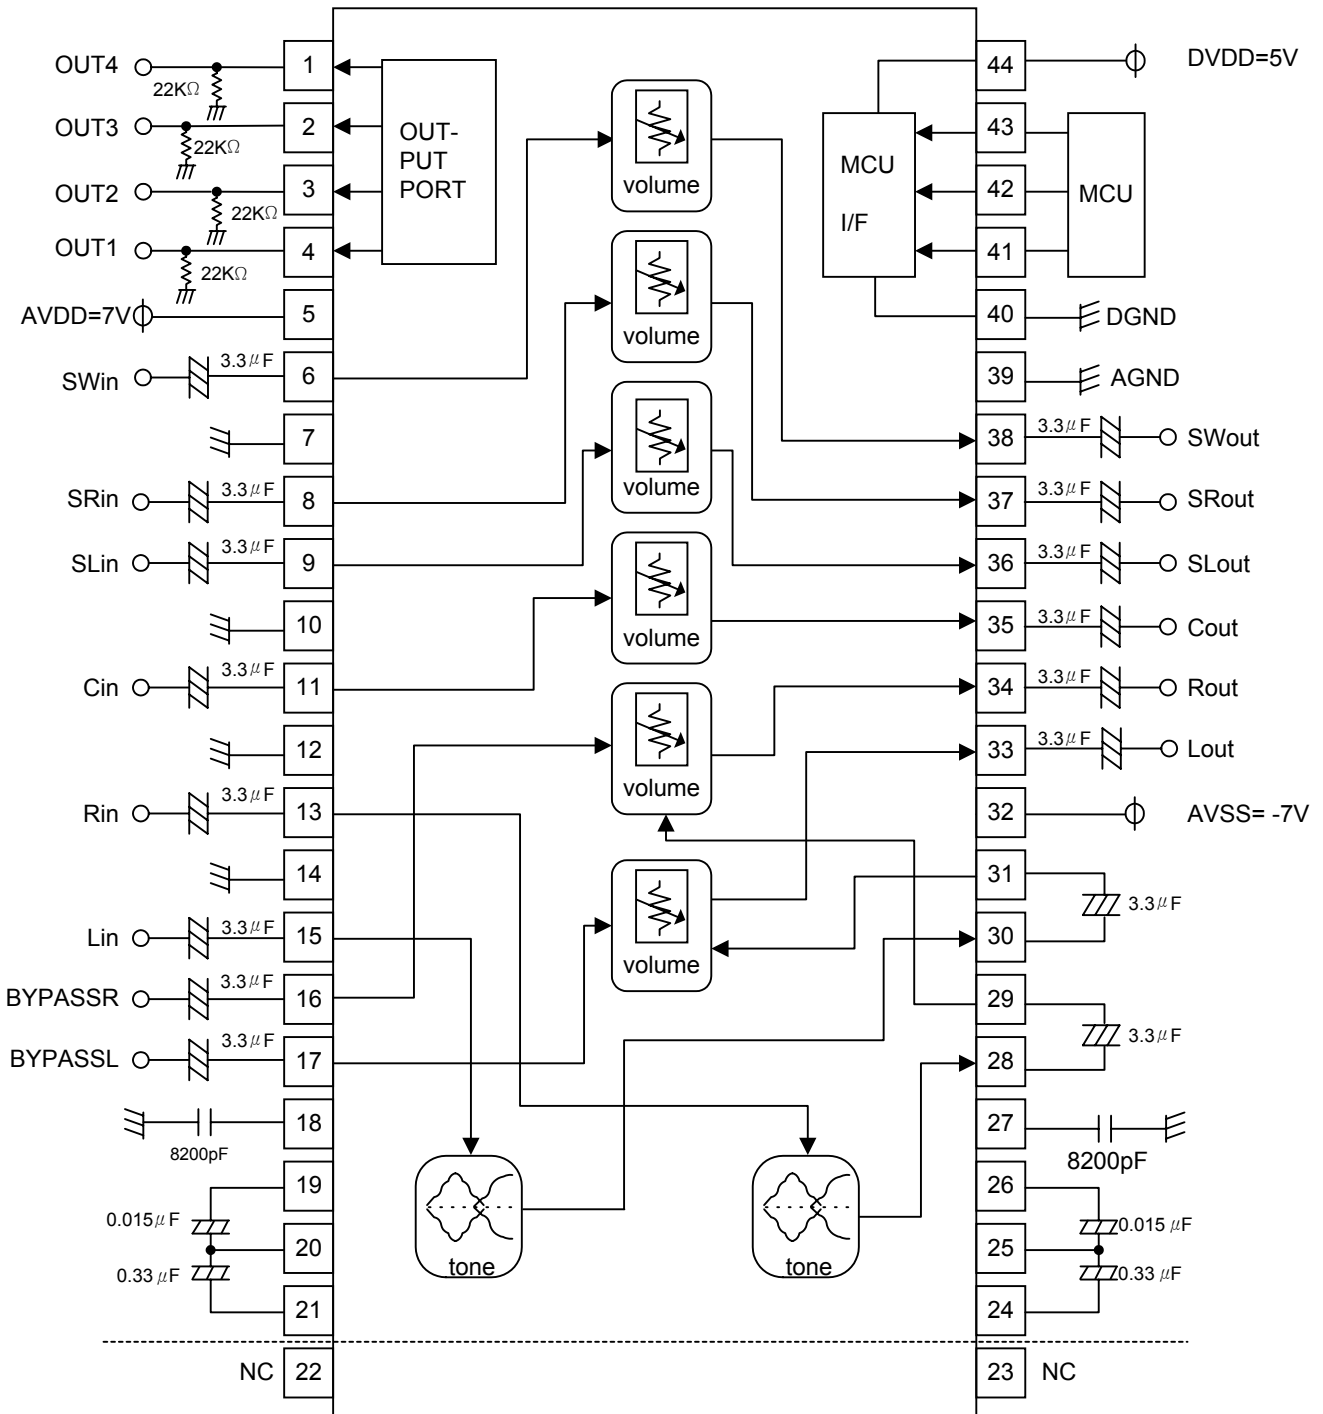 OUT4
22KΩ
1
OUT3
22KΩ
2
OUT2
22KΩ
3
OUT1
22KΩ
4
OUT-
PUT
PORT
AVDD=7V
5
SWin
3.3μF
6
7
SRin
3.3μF
8
SLin
3.3μF
9
10
Cin
3.3μF
11
12
Rin
3.3μF
13
14
Lin
3.3μF
15
BYPASSR
3.3μF
16
BYPASSL
3.3μF
17
8200pF
18
19
0.015μF
20
0.33μF
21
NC
22
volume
volume
volume
volume
volume
volume
tone
tone
44
DVDD=5V
MCU
I/F
43
42
41
MCU
40
DGND
39
AGND
38
3.3μF
SWout
37
3.3μF
SRout
36
3.3μF
SLout
35
3.3μF
Cout
34
3.3μF
Rout
33
3.3μF
Lout
32
AVSS= -7V
31
3.3μF
30
29
3.3μF
28
27
8200pF
26
0.015μF
25
0.33μF
24
23
NC